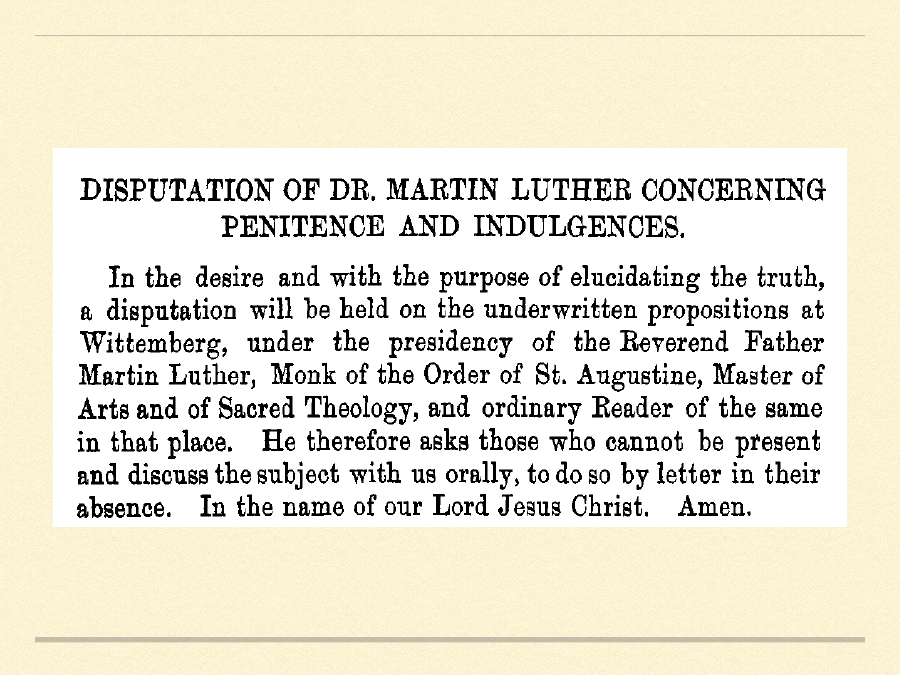 DISPUTATION OF DR. MARTIN LUTHER CONCERNING
PENITENCE AND INDULGENCES.
In the desire and with the purpose of elucidating the truth,
a disputation will be held on the underwritten propositions at
Wittemberg, under the presidency of the Reverend Father
Martin Luther, Monk of the Order of St. Augustine, Master of
Arts and of Sacred Theology, and ordinary Reader of the same
in that place. He therefore asks those who cannot be present
and discuss the subject with us orally, to do so by letter in their
absence. In the name of our Lord Jesus Christ. Amen.